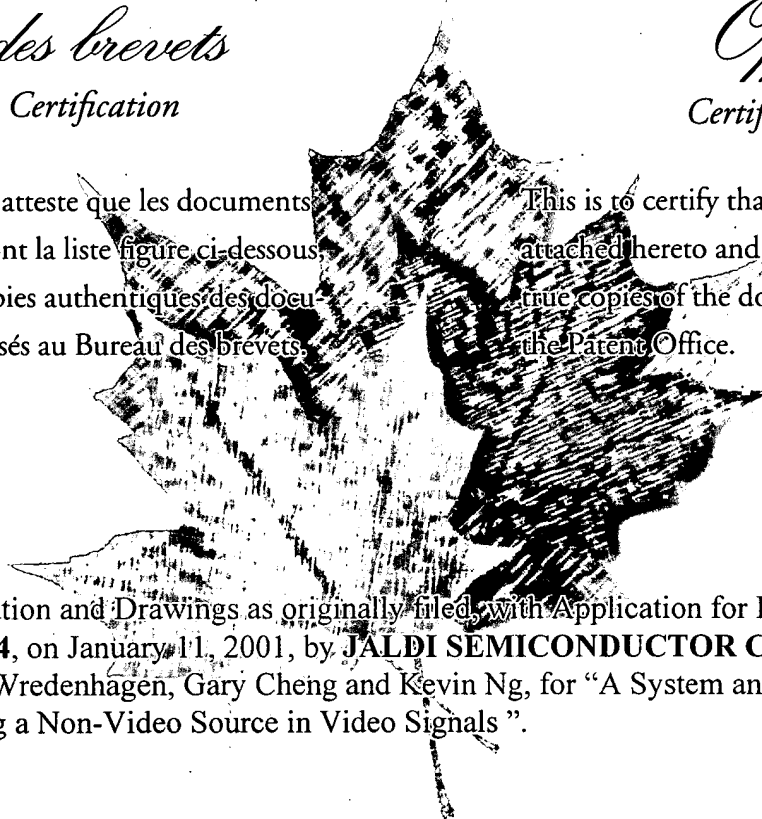 des brevets
Certification
atteste que les documents
nt la liste figure ci-dessous,
pies authentiques des docu-
sés au Bureau des brevets.
Certif
This is to certify tha
attached hereto and
true copies of the do
the Patent Office.
tion and Drawings as originally filed, with Application for
4, on January 11, 2001, by JALDI SEMICONDUCTOR C
Wredenhagen, Gary Cheng and Kevin Ng, for “A System an
g a Non-Video Source in Video Signals ”.